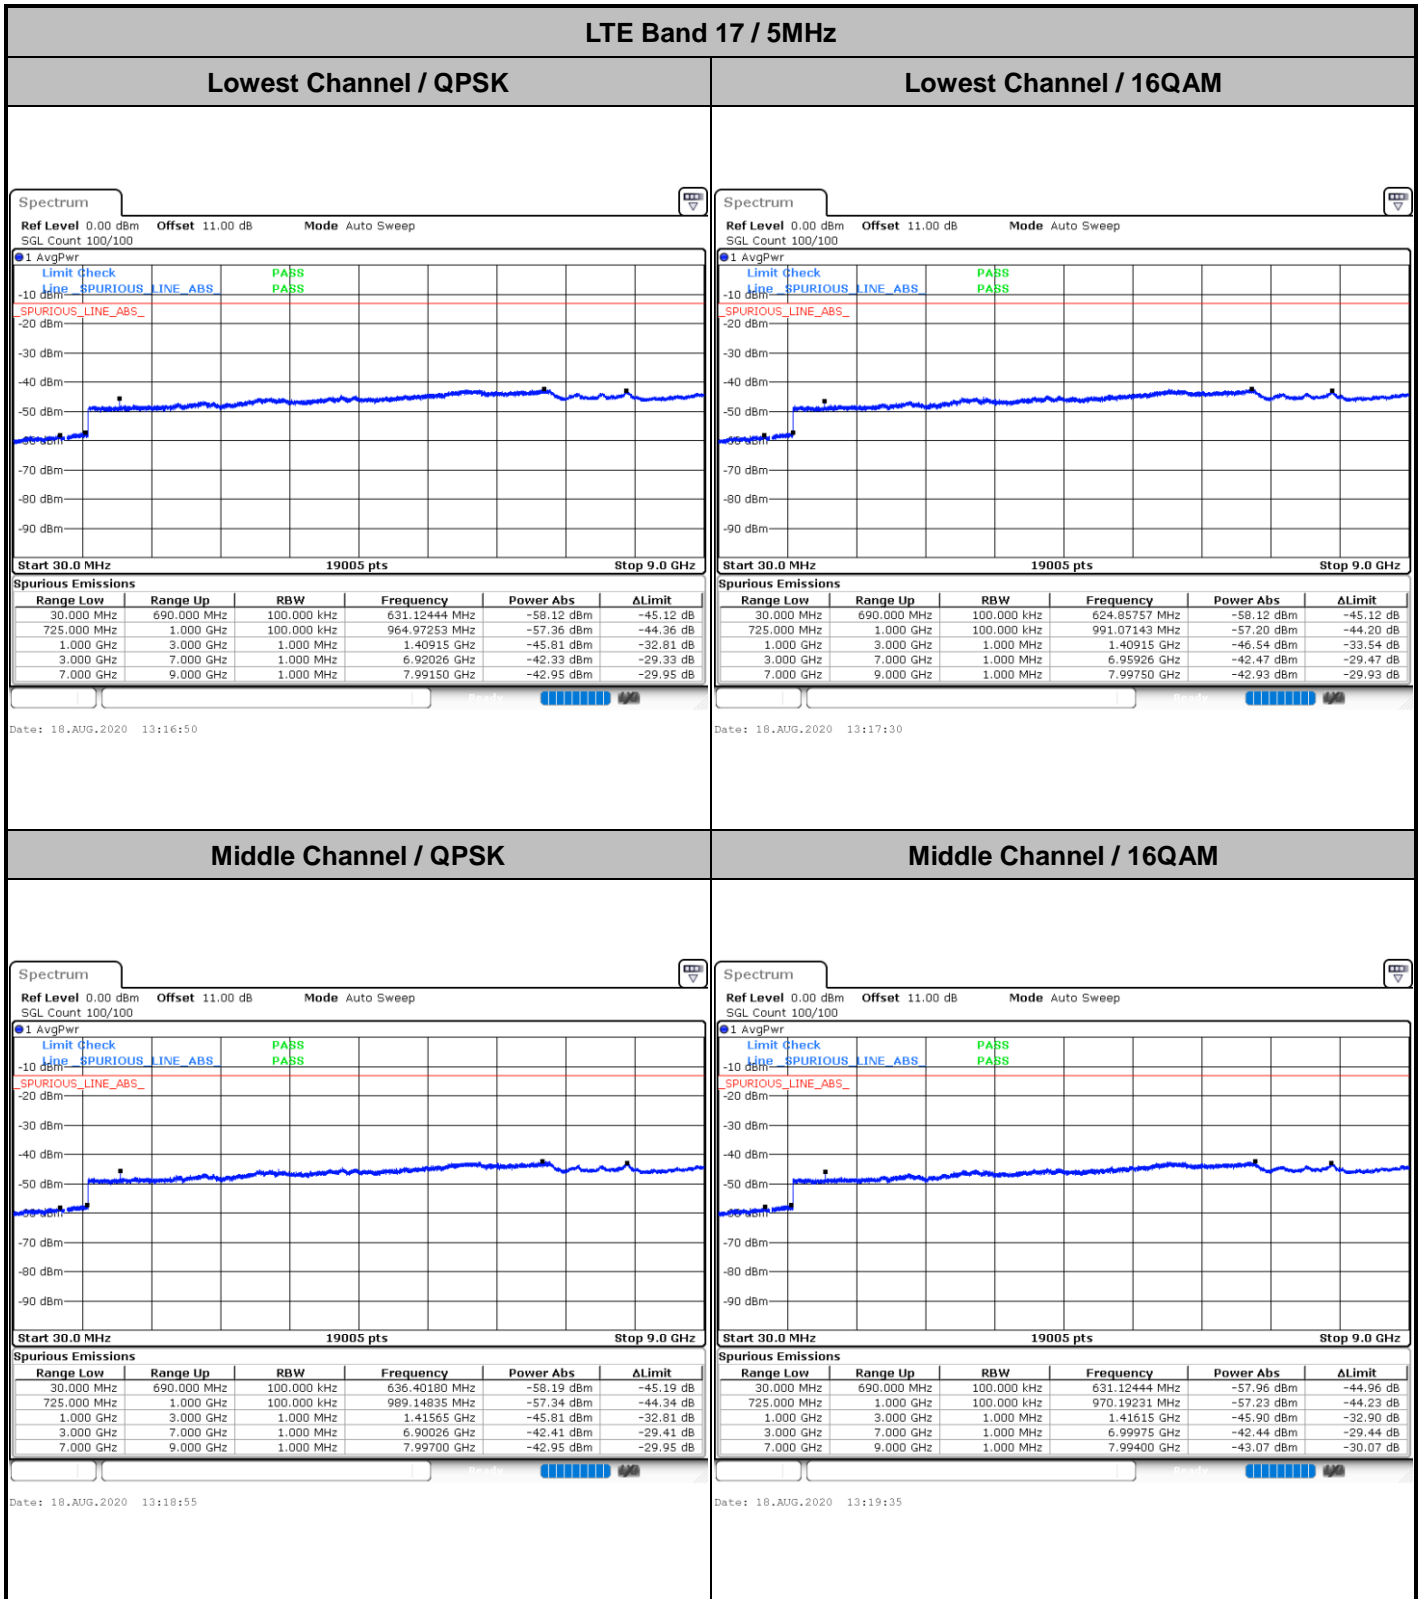 LTE Band 17 / 5MHz
Lowest Channel / QPSK
Lowest Channel / 16QAM
Spectrum
Ref Level 0.00 dBm Offset 11.00 dB Mode Auto Sweep
SGL Count 100/100
1 AvgPwr
Limit Check PASS
Line _SPURIOUS_LINE_ABS_ PASS
-10 dBm
_SPURIOUS_LINE_ABS_
-20 dBm
-30 dBm
-40 dBm
-50 dBm
-60 dBm
-70 dBm
-80 dBm
-90 dBm
Start 30.0 MHz 19005 pts Stop 9.0 GHz
Spurious Emissions
Range Low Range Up RBW Frequency Power Abs ΔLimit
30.000 MHz 690.000 MHz 100.000 kHz 631.12444 MHz -58.12 dBm -45.12 dB
725.000 MHz 1.000 GHz 100.000 kHz 964.97253 MHz -57.36 dBm -44.36 dB
1.000 GHz 3.000 GHz 1.000 MHz 1.40915 GHz -45.81 dBm -32.81 dB
3.000 GHz 7.000 GHz 1.000 MHz 6.92026 GHz -42.33 dBm -29.33 dB
7.000 GHz 9.000 GHz 1.000 MHz 7.99150 GHz -42.95 dBm -29.95 dB
Date: 18.AUG.2020 13:16:50
Spectrum
Ref Level 0.00 dBm Offset 11.00 dB Mode Auto Sweep
SGL Count 100/100
1 AvgPwr
Limit Check PASS
Line _SPURIOUS_LINE_ABS_ PASS
-10 dBm
_SPURIOUS_LINE_ABS_
-20 dBm
-30 dBm
-40 dBm
-50 dBm
-60 dBm
-70 dBm
-80 dBm
-90 dBm
Start 30.0 MHz 19005 pts Stop 9.0 GHz
Spurious Emissions
Range Low Range Up RBW Frequency Power Abs ΔLimit
30.000 MHz 690.000 MHz 100.000 kHz 624.85757 MHz -58.12 dBm -45.12 dB
725.000 MHz 1.000 GHz 100.000 kHz 991.07143 MHz -57.20 dBm -44.20 dB
1.000 GHz 3.000 GHz 1.000 MHz 1.40915 GHz -46.54 dBm -33.54 dB
3.000 GHz 7.000 GHz 1.000 MHz 6.95926 GHz -42.47 dBm -29.47 dB
7.000 GHz 9.000 GHz 1.000 MHz 7.99750 GHz -42.93 dBm -29.93 dB
Date: 18.AUG.2020 13:17:30
Middle Channel / QPSK
Middle Channel / 16QAM
Spectrum
Ref Level 0.00 dBm Offset 11.00 dB Mode Auto Sweep
SGL Count 100/100
1 AvgPwr
Limit Check PASS
Line _SPURIOUS_LINE_ABS_ PASS
-10 dBm
_SPURIOUS_LINE_ABS_
-20 dBm
-30 dBm
-40 dBm
-50 dBm
-60 dBm
-70 dBm
-80 dBm
-90 dBm
Start 30.0 MHz 19005 pts Stop 9.0 GHz
Spurious Emissions
Range Low Range Up RBW Frequency Power Abs ΔLimit
30.000 MHz 690.000 MHz 100.000 kHz 636.40180 MHz -58.19 dBm -45.19 dB
725.000 MHz 1.000 GHz 100.000 kHz 989.14835 MHz -57.34 dBm -44.34 dB
1.000 GHz 3.000 GHz 1.000 MHz 1.41565 GHz -45.81 dBm -32.81 dB
3.000 GHz 7.000 GHz 1.000 MHz 6.90026 GHz -42.41 dBm -29.41 dB
7.000 GHz 9.000 GHz 1.000 MHz 7.99700 GHz -42.95 dBm -29.95 dB
Date: 18.AUG.2020 13:18:55
Spectrum
Ref Level 0.00 dBm Offset 11.00 dB Mode Auto Sweep
SGL Count 100/100
1 AvgPwr
Limit Check PASS
Line _SPURIOUS_LINE_ABS_ PASS
-10 dBm
_SPURIOUS_LINE_ABS_
-20 dBm
-30 dBm
-40 dBm
-50 dBm
-60 dBm
-70 dBm
-80 dBm
-90 dBm
Start 30.0 MHz 19005 pts Stop 9.0 GHz
Spurious Emissions
Range Low Range Up RBW Frequency Power Abs ΔLimit
30.000 MHz 690.000 MHz 100.000 kHz 631.12444 MHz -57.96 dBm -44.96 dB
725.000 MHz 1.000 GHz 100.000 kHz 970.19231 MHz -57.23 dBm -44.23 dB
1.000 GHz 3.000 GHz 1.000 MHz 1.41615 GHz -45.90 dBm -32.90 dB
3.000 GHz 7.000 GHz 1.000 MHz 6.99975 GHz -42.44 dBm -29.44 dB
7.000 GHz 9.000 GHz 1.000 MHz 7.99400 GHz -43.07 dBm -30.07 dB
Date: 18.AUG.2020 13:19:35